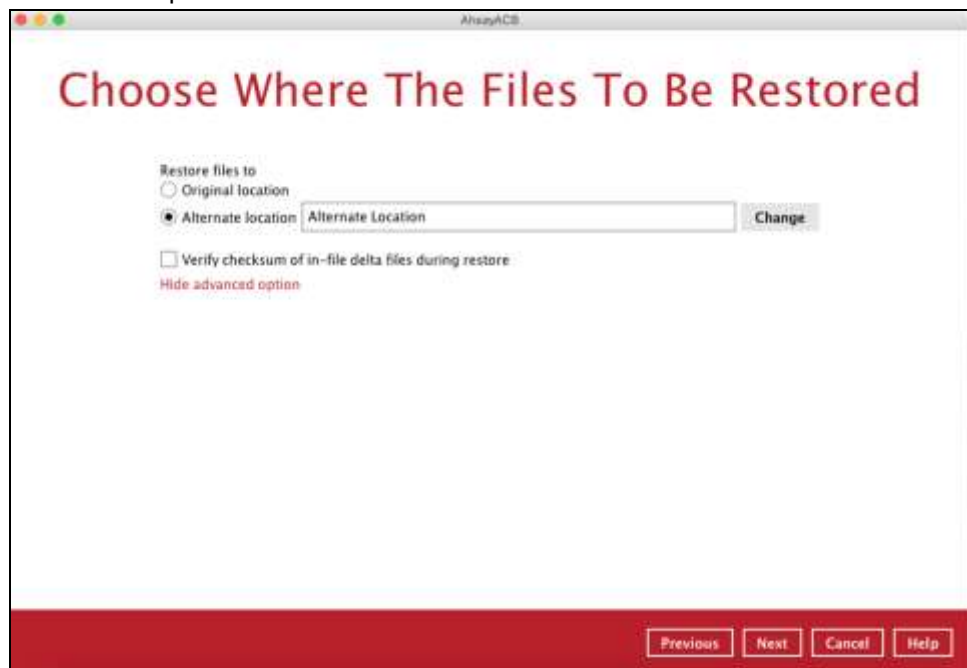 AhsayACB
Choose Where The Files To Be Restored
Restore files to
Original location
Alternate location Alternate Location Change
Verify checksum of in-file delta files during restore
Hide advanced option
Previous Next Cancel Help